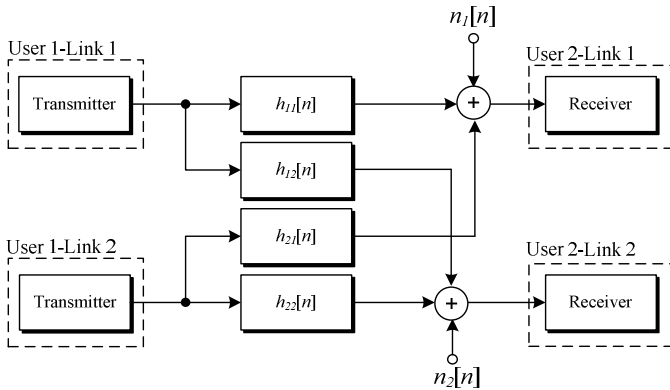 n1[n]
User 1-Link 1
User 2-Link 1
Transmitter
h11[n]
Receiver
h12[n]
User 1-Link 2
h21[n]
User 2-Link 2
Transmitter
h22[n]
Receiver
n2[n]